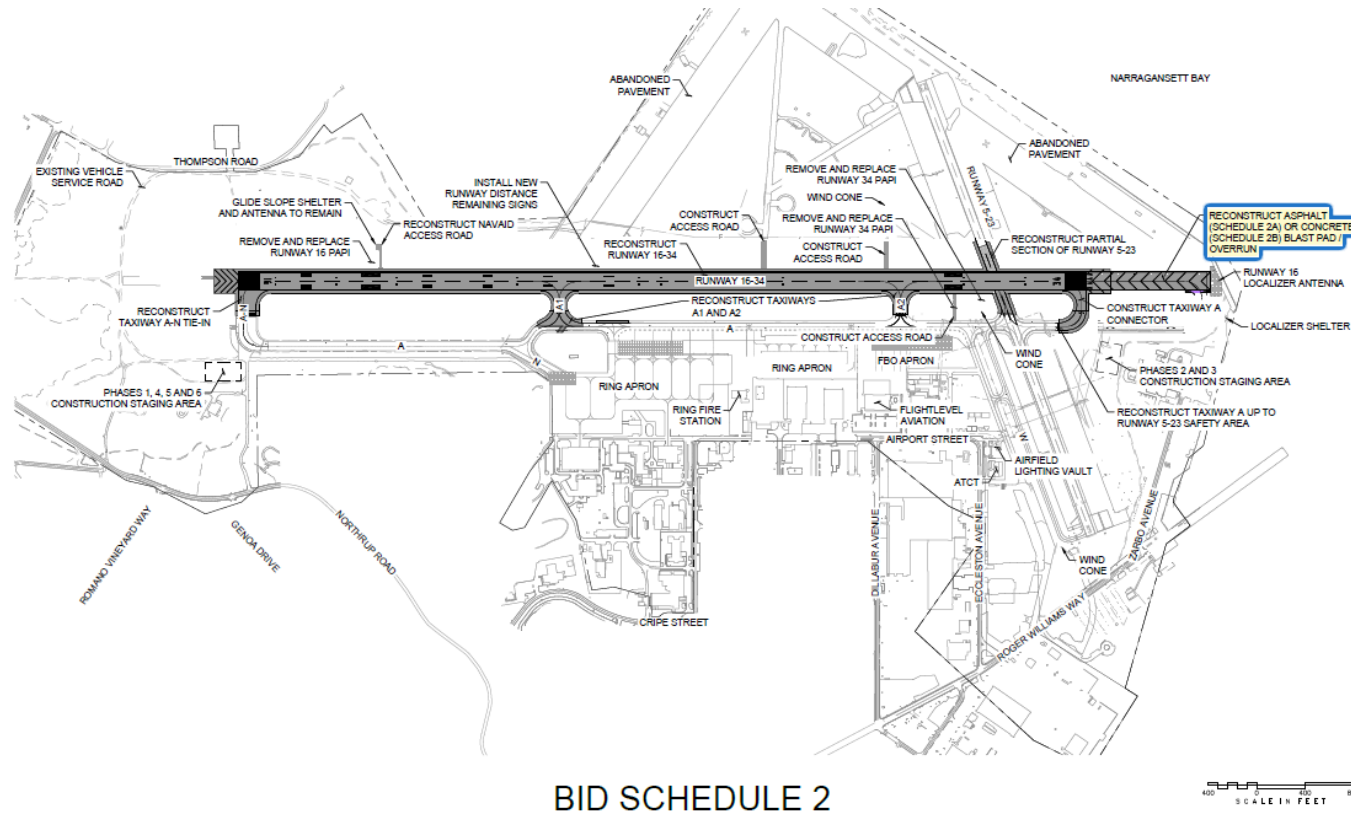 ABANDONED
PAVEMENT
NARRAGANSETT BAY
THOMPSON ROAD
EXISTING VEHICLE
SERVICE ROAD
GLIDE SLOPE SHELTER
AND ANTENNA TO REMAIN
RECONSTRUCT NAVAID
ACCESS ROAD
REMOVE AND REPLACE
RUNWAY 16 PAPI
INSTALL NEW
RUNWAY DISTANCE
REMAINING SIGNS
RECONSTRUCT
RUNWAY 16-34
CONSTRUCT
ACCESS ROAD
REMOVE AND REPLACE
RUNWAY 34 PAPI
WIND CONE
REMOVE AND REPLACE
RUNWAY 34 PAPI
CONSTRUCT
ACCESS ROAD
RUNWAY 5-23
ABANDONED
PAVEMENT
RECONSTRUCT PARTIAL
SECTION OF RUNWAY 5-23
RECONSTRUCT ASPHALT
(SCHEDULE 2A) OR CONCRETE
(SCHEDULE 2B) BLAST PAD /
OVERRUN
RUNWAY 16
LOCALIZER ANTENNA
RUNWAY 16-34
RECONSTRUCT
TAXIWAY A-N TIE-IN
A-N
A1
RECONSTRUCT TAXIWAYS
A1 AND A2
A2
CONSTRUCT TAXIWAY A
CONNECTOR
LOCALIZER SHELTER
A
A
N
CONSTRUCT ACCESS ROAD
FBO APRON
WIND
CONE
PHASES 1, 4, 5 AND 6
CONSTRUCTION STAGING AREA
RING APRON
RING APRON
PHASES 2 AND 3
CONSTRUCTION STAGING AREA
RING FIRE
STATION
FLIGHTLEVEL
AVIATION
RECONSTRUCT TAXIWAY A UP TO
RUNWAY 5-23 SAFETY AREA
AIRPORT STREET
W
AIRFIELD
LIGHTING VAULT
ATCT
ROMANO VINEYARD WAY
GENOA DRIVE
NORTHRUP ROAD
DILLABUR AVENUE
ECCLESTON AVENUE
ZARBO AVENUE
WIND
CONE
CRIPE STREET
ROGER WILLIAMS WAY
BID SCHEDULE 2
400 0 400
SCALE IN FEET